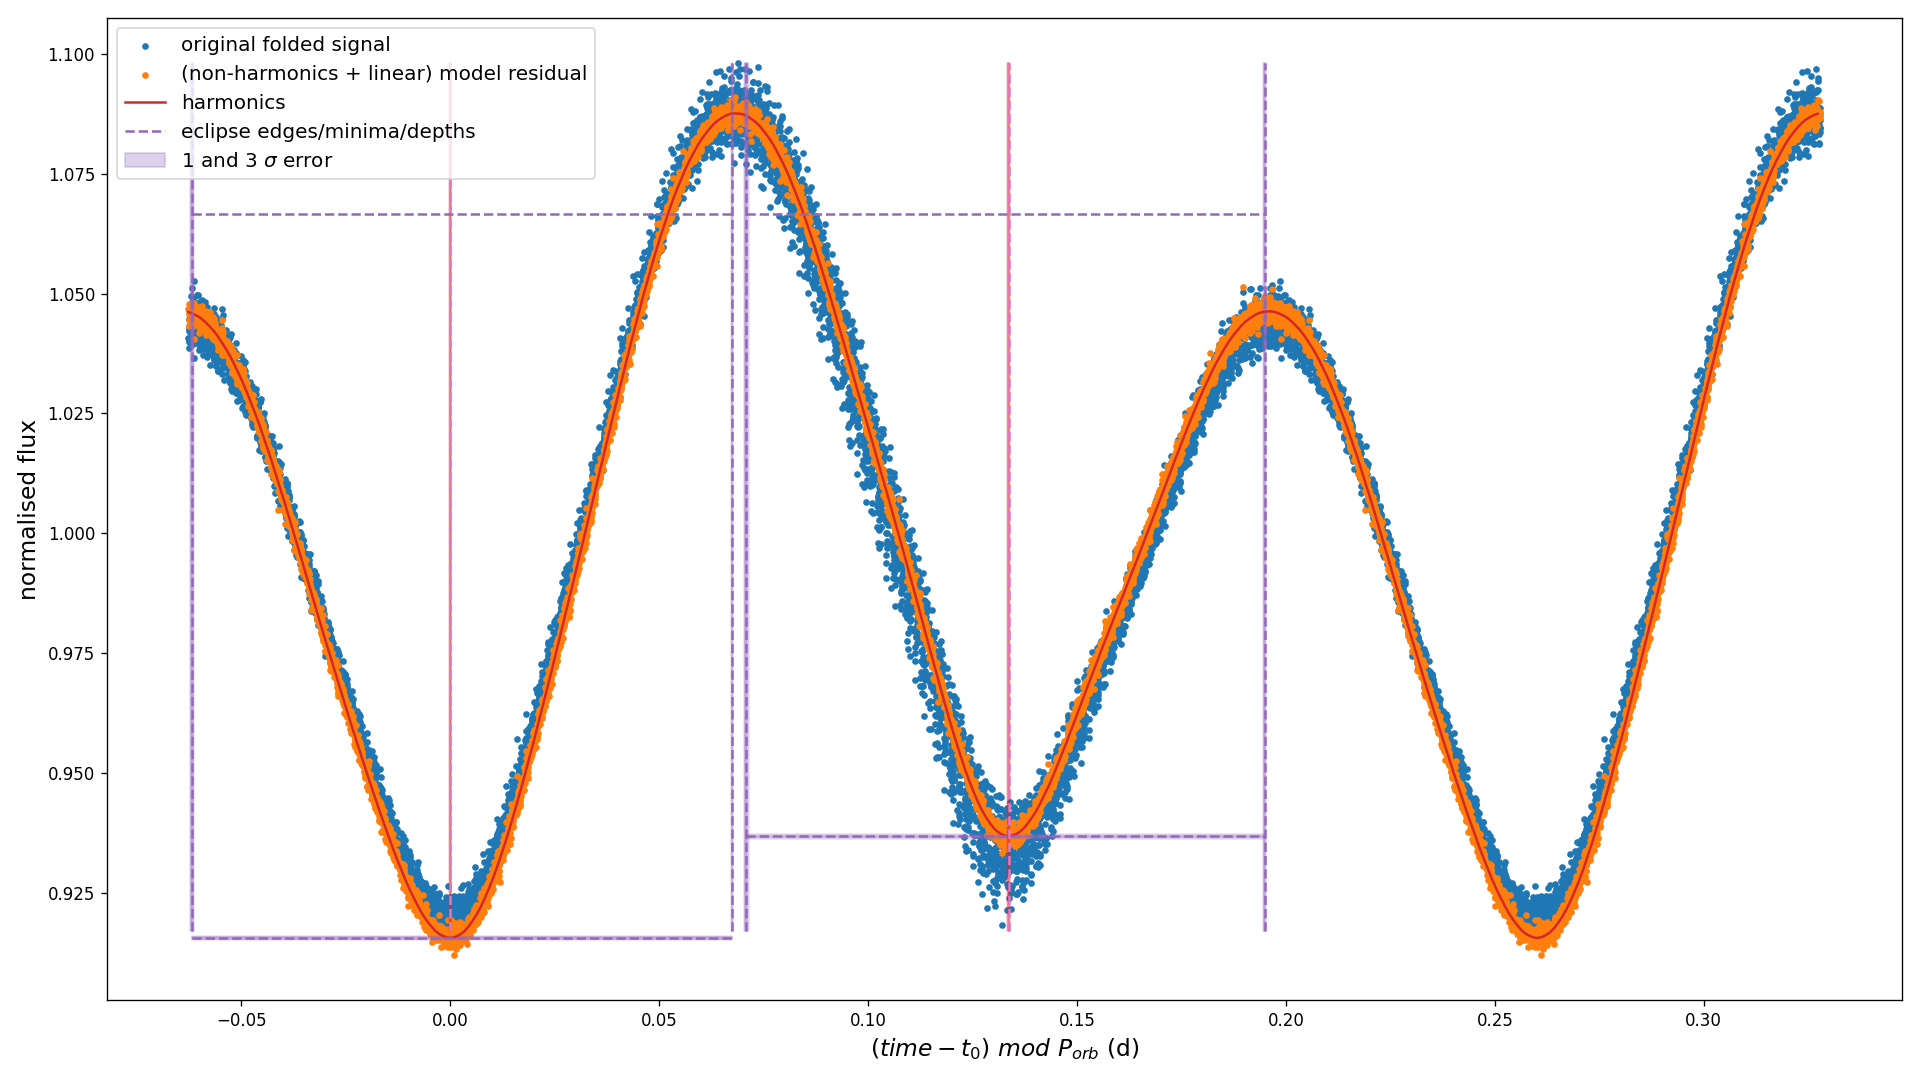 original folded signal
(non-harmonics + linear) model residual
harmonics
eclipse edges/minima/depths
1 and 3 σ error
normalised flux
1.100
1.075
1.050
1.025
1.000
0.975
0.950
0.925
−0.05 0.00 0.05 0.10 0.15 0.20 0.25 0.30
(time − t₀) mod Pₒᵣb (d)